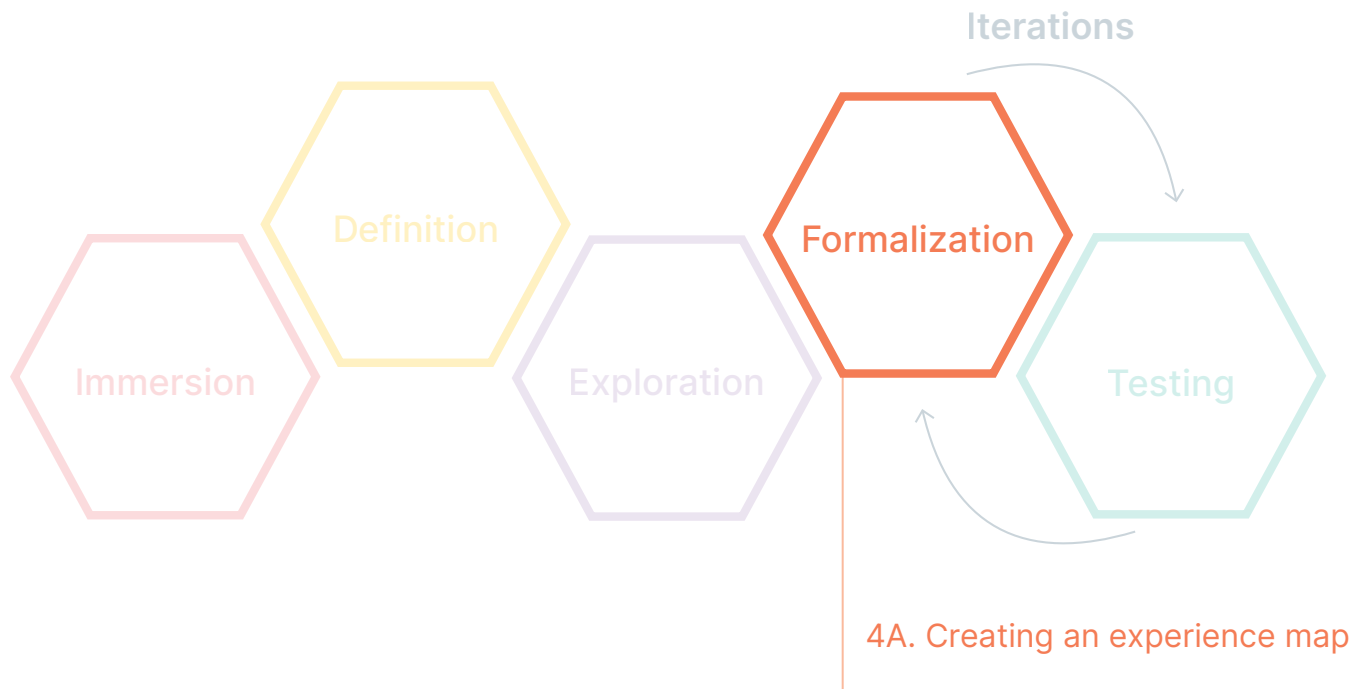 Iterations
Definition
Formalization
Immersion
Exploration
Testing
4A. Creating an experience map